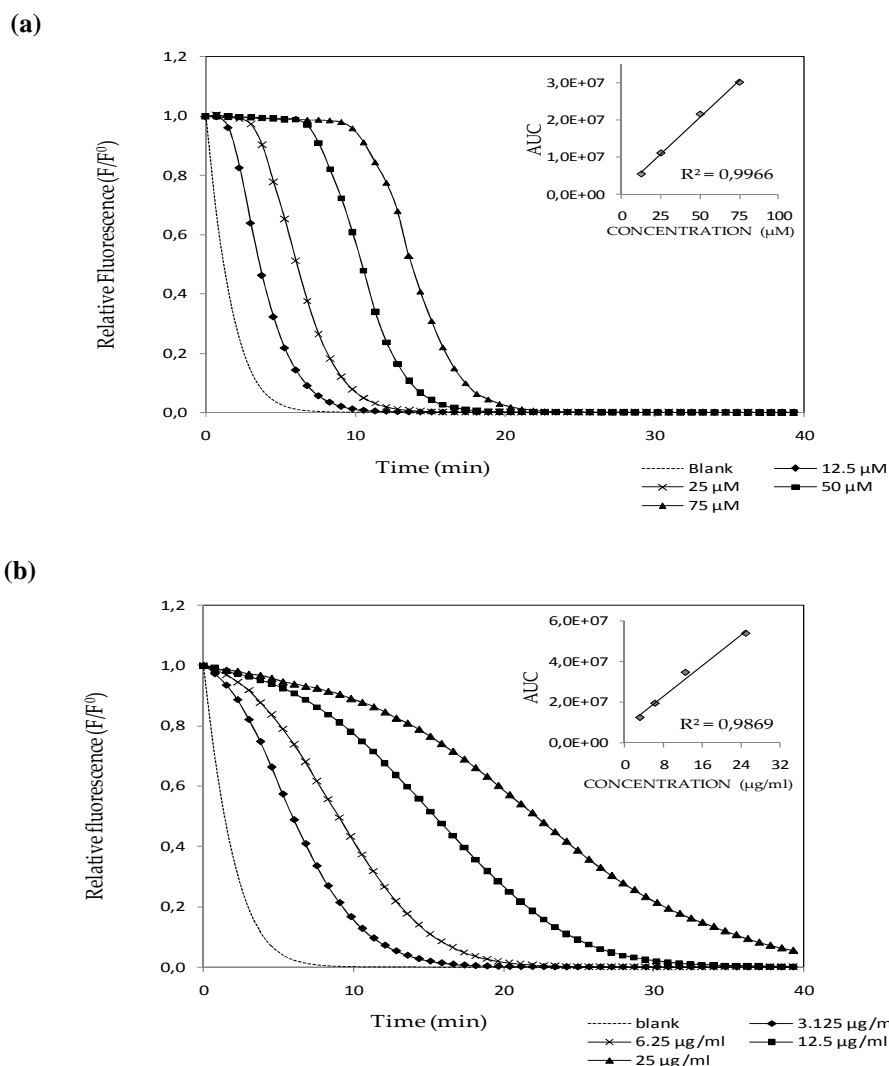 (a)
1,2
1,0
0,8
0,6
0,4
0,2
0,0
Relative Fluorescence (F/F⁰)
0 10 20 30 40
Time (min)
3,0E+07
2,0E+07
1,0E+07
0,0E+00
AUC
R² = 0,9966
0 25 50 75 100
CONCENTRATION (µM)
Blank 12.5 µM
25 µM 50 µM
75 µM
(b)
1,2
1,0
0,8
0,6
0,4
0,2
0,0
Relative fluorescence (F/F⁰)
0 10 20 30 40
Time (min)
6,0E+07
4,0E+07
2,0E+07
0,0E+00
AUC
R² = 0,9869
0 8 16 24 32
CONCENTRATION (µg/ml)
blank 3.125 µg/m
6.25 µg/ml 12.5 µg/ml
25 µg/ml